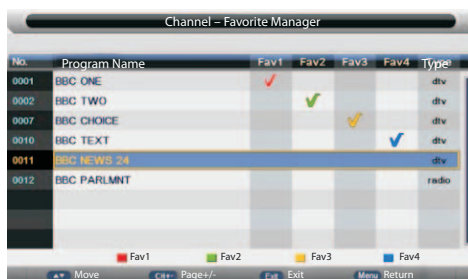 Channel – Favorite Manager
No. Program Name Fav1 Fav2 Fav3 Fav4 Type
0001 BBC ONE dtv
0002 BBC TWO dtv
0007 BBC CHOICE dtv
0010 BBC TEXT dtv
0011 BBC NEWS 24 dtv
0012 BBC PARLMNT radio
Fav1 Fav2 Fav3 Fav4
Move CH+- Page+/- Exit Exit Menu Return